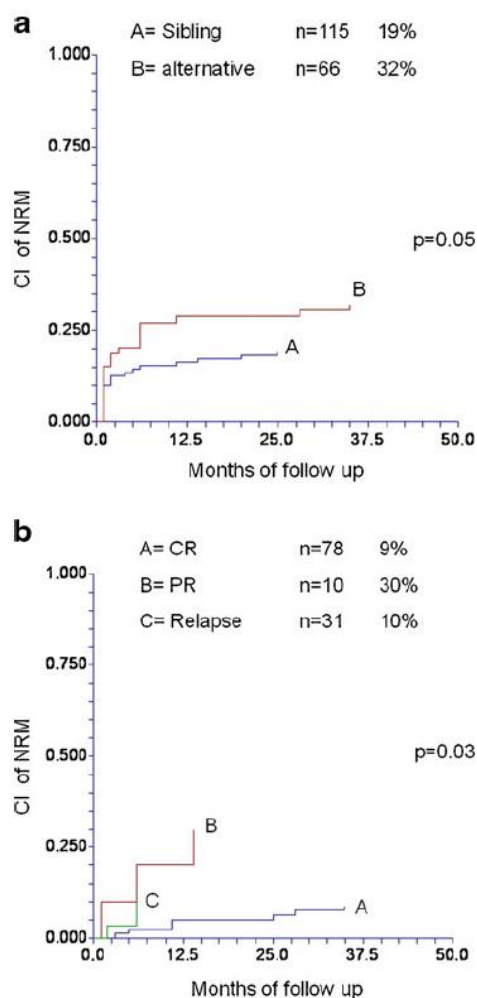 a
A= Sibling n=115 19%
B= alternative n=66 32%
1.000
0.750
0.500
0.250
0.000
CI of NRM
p=0.05
B
A
0.0 12.5 25.0 37.5 50.0
Months of follow up
b
A= CR n=78 9%
B= PR n=10 30%
C= Relapse n=31 10%
1.000
0.750
0.500
0.250
0.000
CI of NRM
p=0.03
B
C
A
0.0 12.5 25.0 37.5 50.0
Months of follow up